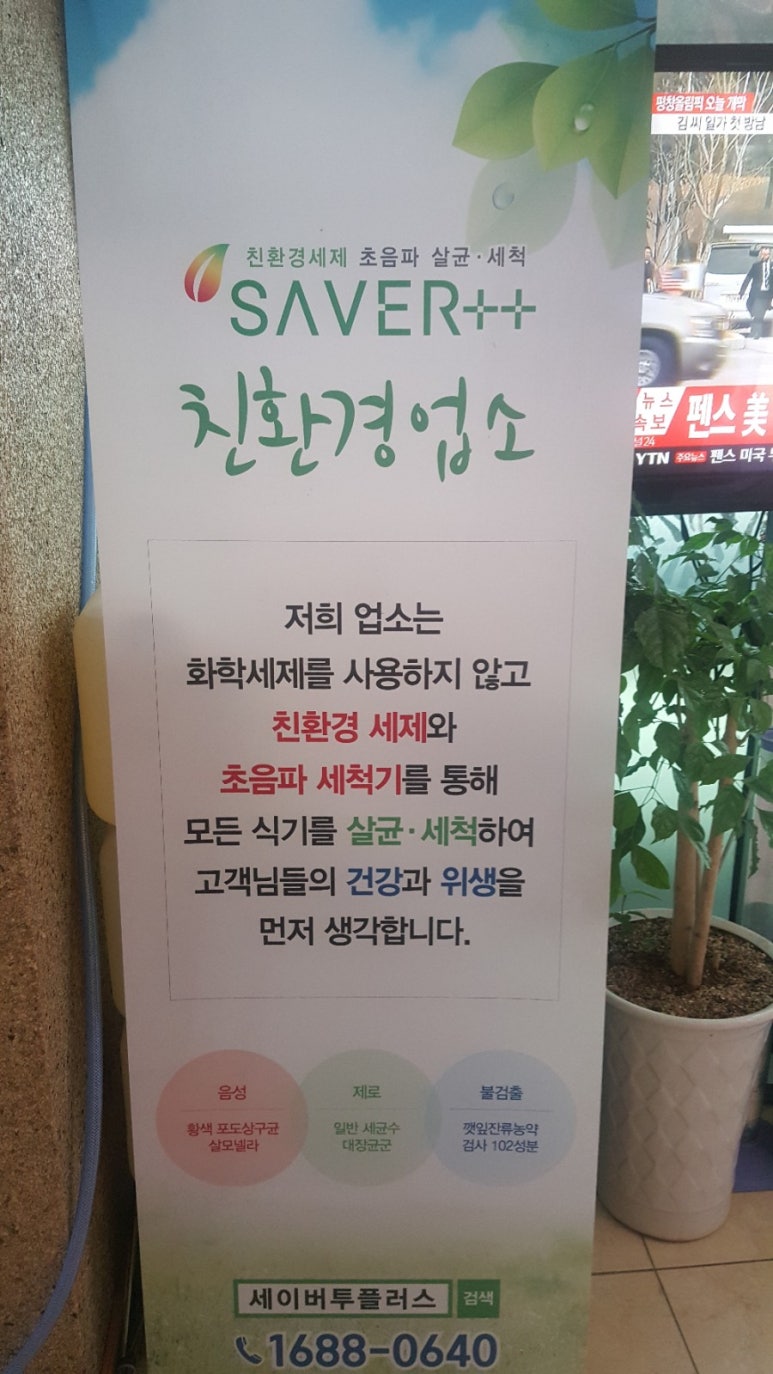 친환경세제 초음파 살균·세척
SAVER++
친환경업소
저희 업소는
화학세제를 사용하지 않고
친환경 세제와
초음파 세척기를 통해
모든 식기를 살균·세척하여
고객님들의 건강과 위생을
먼저 생각합니다.
음성
황색 포도상구균
살모넬라
제로
일반 세균수
대장균군
불검출
깻잎잔류농약
검사 102성분
세이버투플러스 검색
1688-0640
평창올림픽 오늘 개막
김씨 일가 첫 방남
뉴스
속보
펜스 美
24
YTN 주요뉴스 펜스 미국